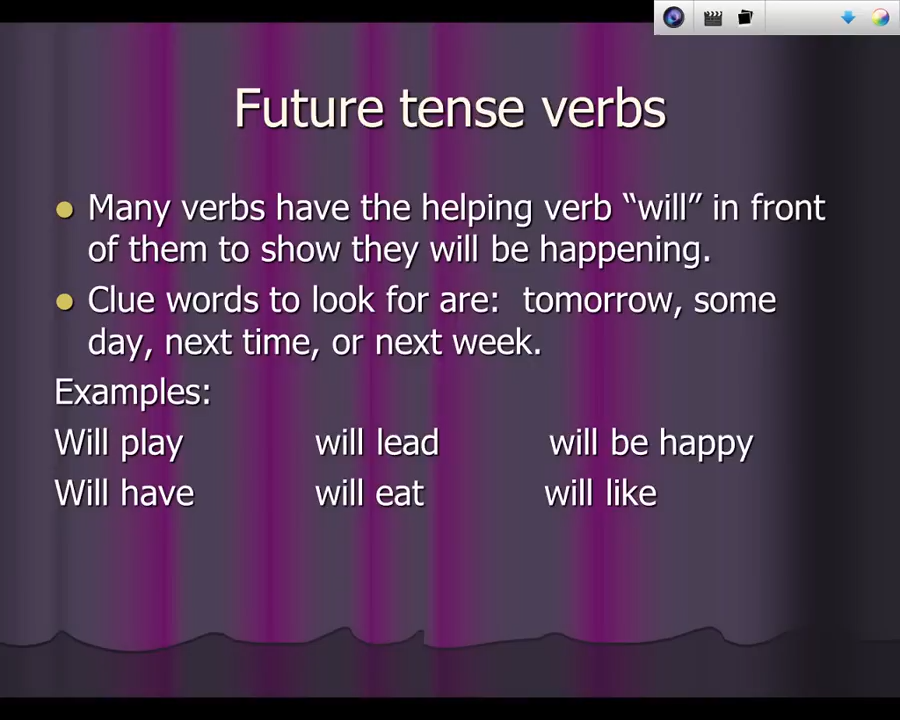 Future tense verbs
Many verbs have the helping verb “will” in front
of them to show they will be happening.
Clue words to look for are:  tomorrow, some
day, next time, or next week.
Examples:
Will play will lead will be happy
Will have will eat will like